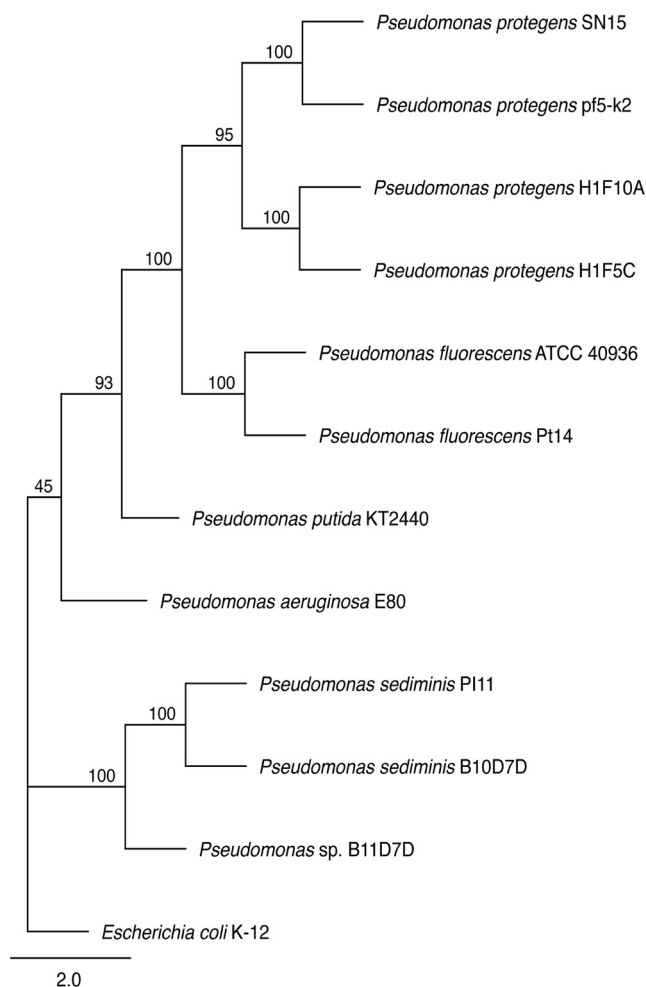 Pseudomonas protegens SN15
100
Pseudomonas protegens pf5-k2
95
Pseudomonas protegens H1F10A
100
Pseudomonas protegens H1F5C
100
Pseudomonas fluorescens ATCC 40936
100
93
Pseudomonas fluorescens Pt14
45
Pseudomonas putida KT2440
Pseudomonas aeruginosa E80
Pseudomonas sediminis PI11
100
Pseudomonas sediminis B10D7D
100
Pseudomonas sp. B11D7D
Escherichia coli K-12
2.0